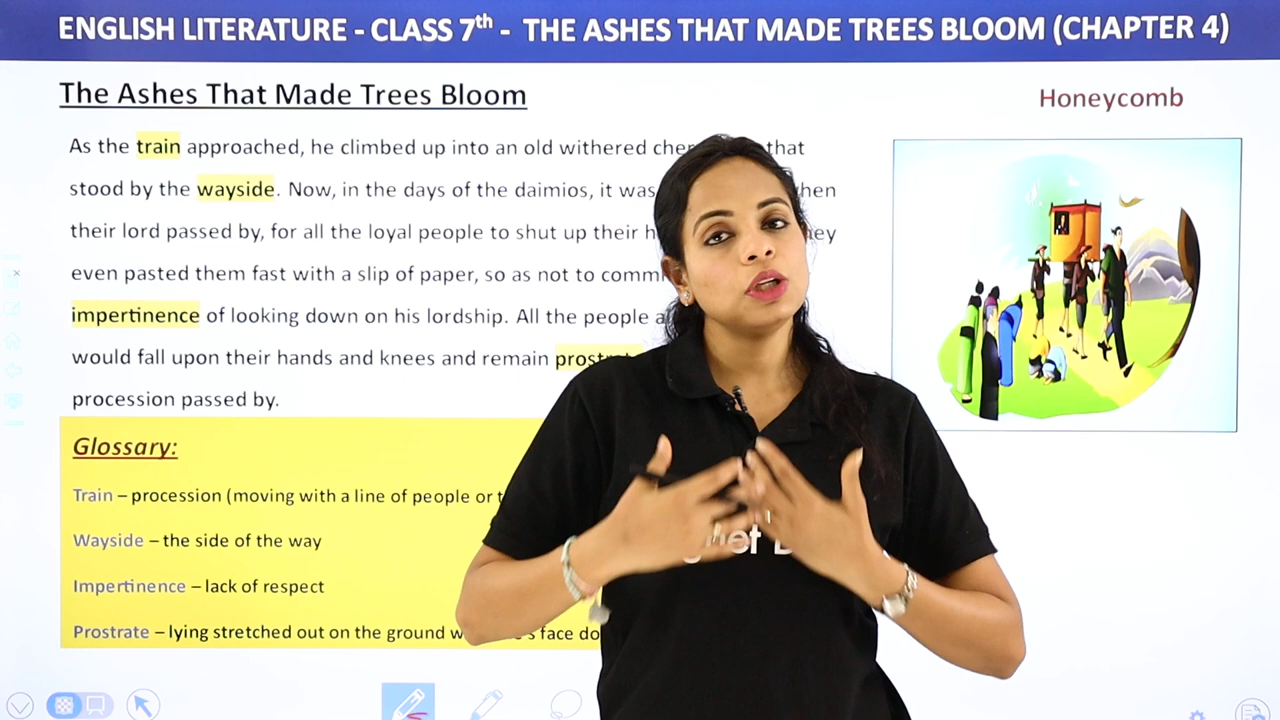 ENGLISH LITERATURE - CLASS 7th - THE ASHES THAT MADE TREES BLOOM (CHAPTER 4)
The Ashes That Made Trees Bloom
Honeycomb
As the train approached, he climbed up into an old withered that
stood by the wayside. Now, in the days of the daimios, it was
their lord passed by, for all the loyal people to shut up their
even pasted them fast with a slip of paper, so as not to
impertinence of looking down on his lordship. All the people
would fall upon their hands and knees and remain
procession passed by.
Glossary:
Train – procession (moving with a line of people or
Wayside – the side of the way
Impertinence – lack of respect
Prostrate – lying stretched out on the ground face